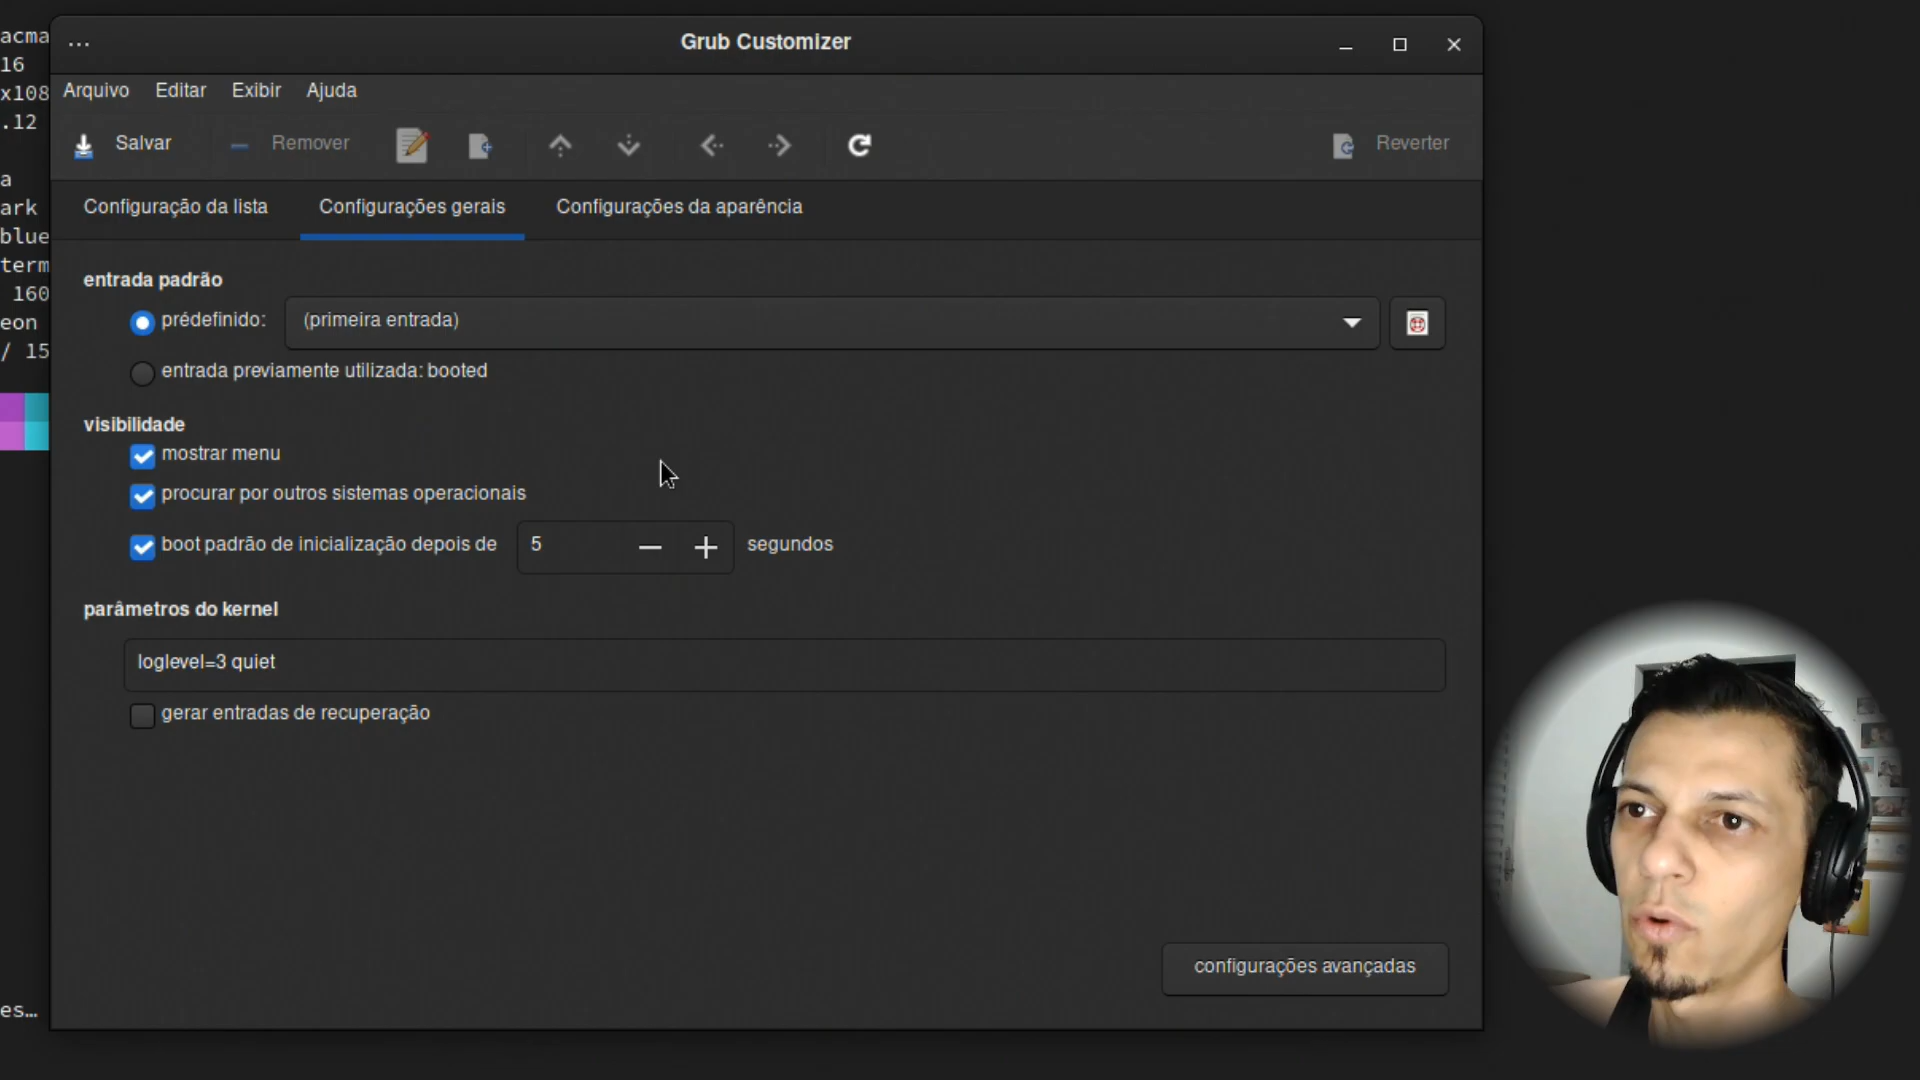 acma
16
x108
.12
a
ark
blue
term
160
eon
/ 15
es...
... Grub Customizer
Arquivo Editar Exibir Ajuda
Salvar Remover Reverter
Configuração da lista Configurações gerais Configurações da aparência
entrada padrão
prédefinido: (primeira entrada)
entrada previamente utilizada: booted
visibilidade
mostrar menu
procurar por outros sistemas operacionais
boot padrão de inicialização depois de 5 segundos
parâmetros do kernel
loglevel=3 quiet
gerar entradas de recuperação
configurações avançadas